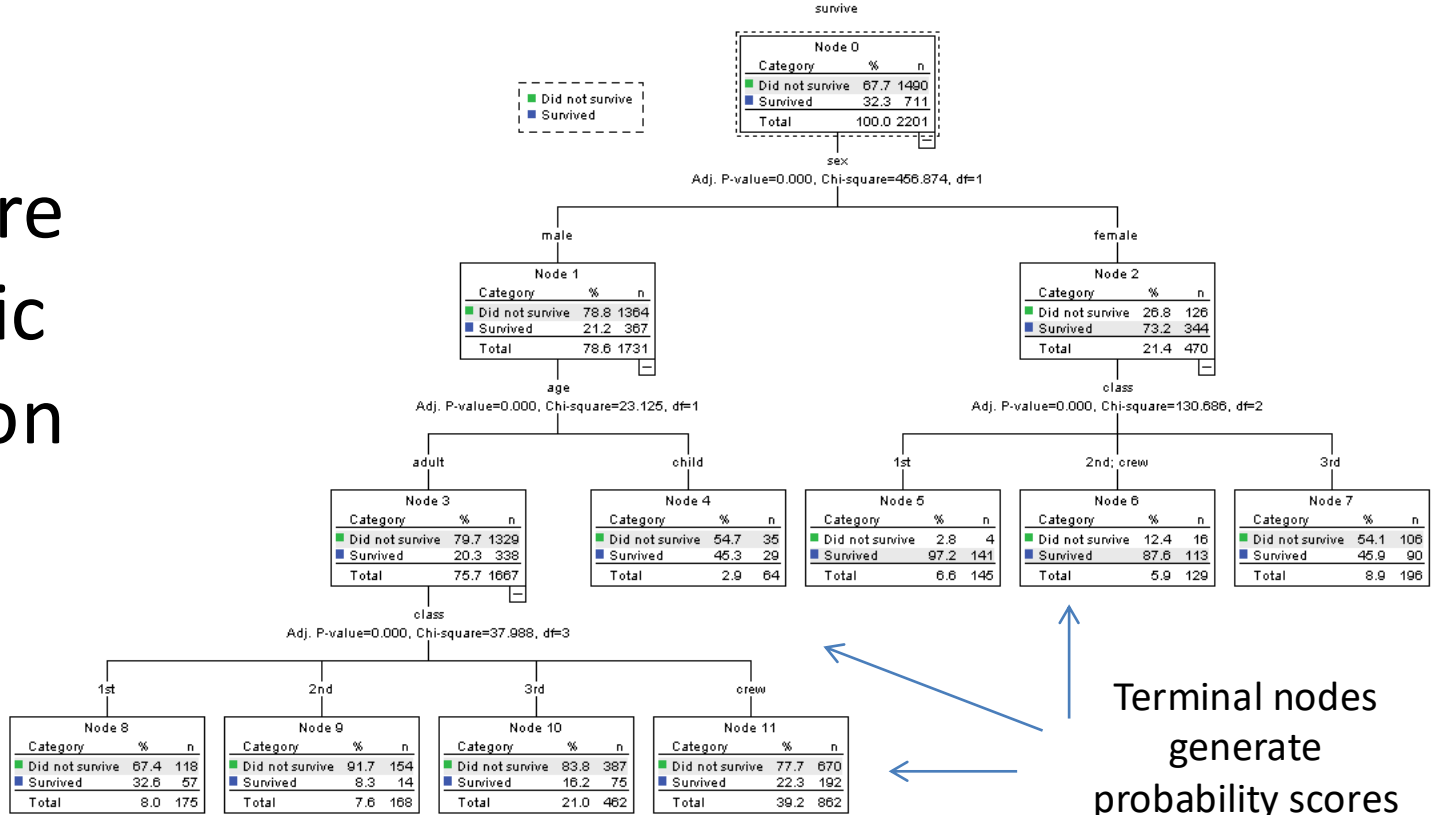 survive
re
ic
on
Did not survive
Survived
Node 0
Category % n
Did not survive 67.7 1490
Survived 32.3 711
Total 100.0 2201
sex
Adj. P-value=0.000, Chi-square=456.874, df=1
male
female
Node 1
Category % n
Did not survive 78.8 1364
Survived 21.2 367
Total 78.6 1731
Node 2
Category % n
Did not survive 26.8 126
Survived 73.2 344
Total 21.4 470
age
Adj. P-value=0.000, Chi-square=23.125, df=1
class
Adj. P-value=0.000, Chi-square=130.686, df=2
adult
child
1st
2nd; crew
3rd
Node 3
Category % n
Did not survive 79.7 1329
Survived 20.3 338
Total 75.7 1667
Node 4
Category % n
Did not survive 54.7 35
Survived 45.3 29
Total 2.9 64
Node 5
Category % n
Did not survive 2.8 4
Survived 97.2 141
Total 6.6 145
Node 6
Category % n
Did not survive 12.4 16
Survived 87.6 113
Total 5.9 129
Node 7
Category % n
Did not survive 54.1 106
Survived 45.9 90
Total 8.9 196
class
Adj. P-value=0.000, Chi-square=37.988, df=3
1st
2nd
3rd
crew
Node 8
Category % n
Did not survive 67.4 118
Survived 32.6 57
Total 8.0 175
Node 9
Category % n
Did not survive 91.7 154
Survived 8.3 14
Total 7.6 168
Node 10
Category % n
Did not survive 83.8 387
Survived 16.2 75
Total 21.0 462
Node 11
Category % n
Did not survive 77.7 670
Survived 22.3 192
Total 39.2 862
Terminal nodes
generate
probability scores